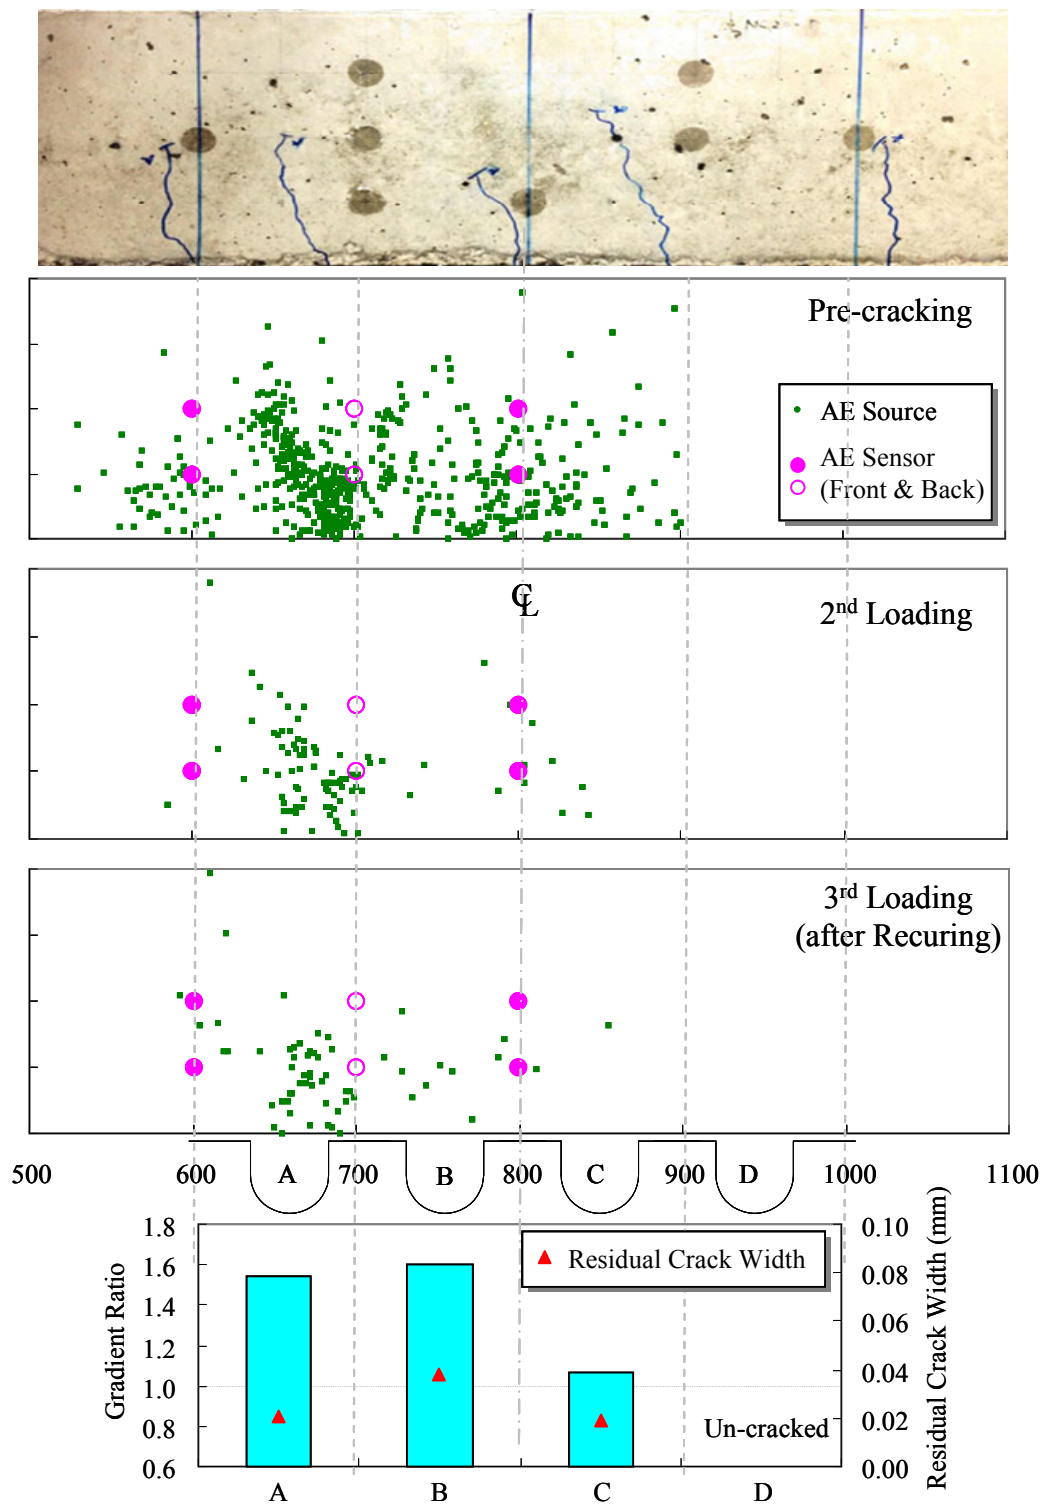 Pre-cracking
AE Source
AE Sensor
(Front & Back)
℄
2nd Loading
3rd Loading
(after Recuring)
500 600 700 800 900 1000 1100
A B C D
1.8 0.10
Residual Crack Width
1.6 0.08
1.4 0.06
1.2 0.04
1.0
0.8 0.02
0.6 0.00
Gradient Ratio
Residual Crack Width (mm)
Un-cracked
A B C D